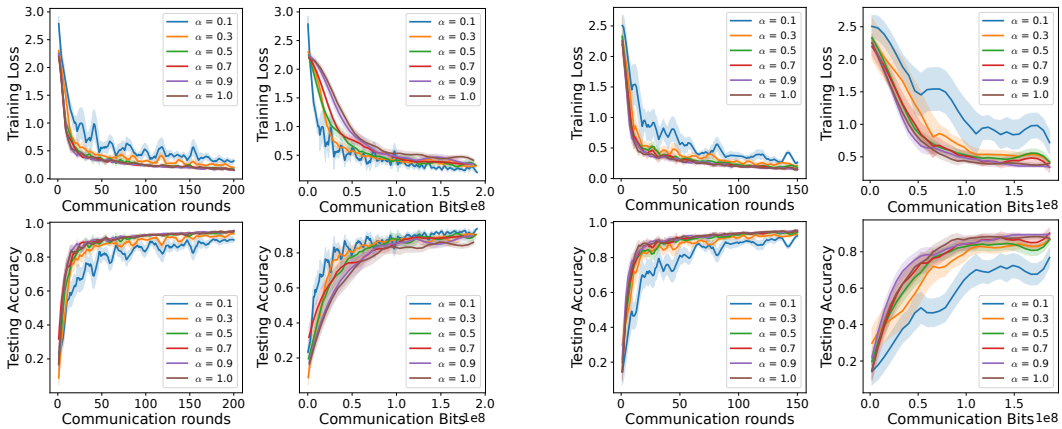 Training Loss
3.0
2.5
2.0
1.5
1.0
0.5
0.0
α = 0.1
α = 0.3
α = 0.5
α = 0.7
α = 0.9
α = 1.0
0 50 100 150 200
Communication rounds
Training Loss
3.0
2.5
2.0
1.5
1.0
0.5
α = 0.1
α = 0.3
α = 0.5
α = 0.7
α = 0.9
α = 1.0
0.0 0.5 1.0 1.5 2.0
Communication Bits 1e8
Training Loss
2.5
2.0
1.5
1.0
0.5
0.0
α = 0.1
α = 0.3
α = 0.5
α = 0.7
α = 0.9
α = 1.0
0 50 100 150
Communication rounds
Training Loss
2.5
2.0
1.5
1.0
0.5
α = 0.1
α = 0.3
α = 0.5
α = 0.7
α = 0.9
α = 1.0
0.0 0.5 1.0 1.5
Communication Bits 1e8
Testing Accuracy
1.0
0.8
0.6
0.4
0.2
α = 0.1
α = 0.3
α = 0.5
α = 0.7
α = 0.9
α = 1.0
0 50 100 150 200
Communication rounds
Testing Accuracy
0.8
0.6
0.4
0.2
α = 0.1
α = 0.3
α = 0.5
α = 0.7
α = 0.9
α = 1.0
0.0 0.5 1.0 1.5 2.0
Communication Bits 1e8
Testing Accuracy
1.0
0.8
0.6
0.4
0.2
α = 0.1
α = 0.3
α = 0.5
α = 0.7
α = 0.9
α = 1.0
0 50 100 150
Communication rounds
Testing Accuracy
0.8
0.6
0.4
0.2
α = 0.1
α = 0.3
α = 0.5
α = 0.7
α = 0.9
α = 1.0
0.0 0.5 1.0 1.5
Communication Bits
1e8